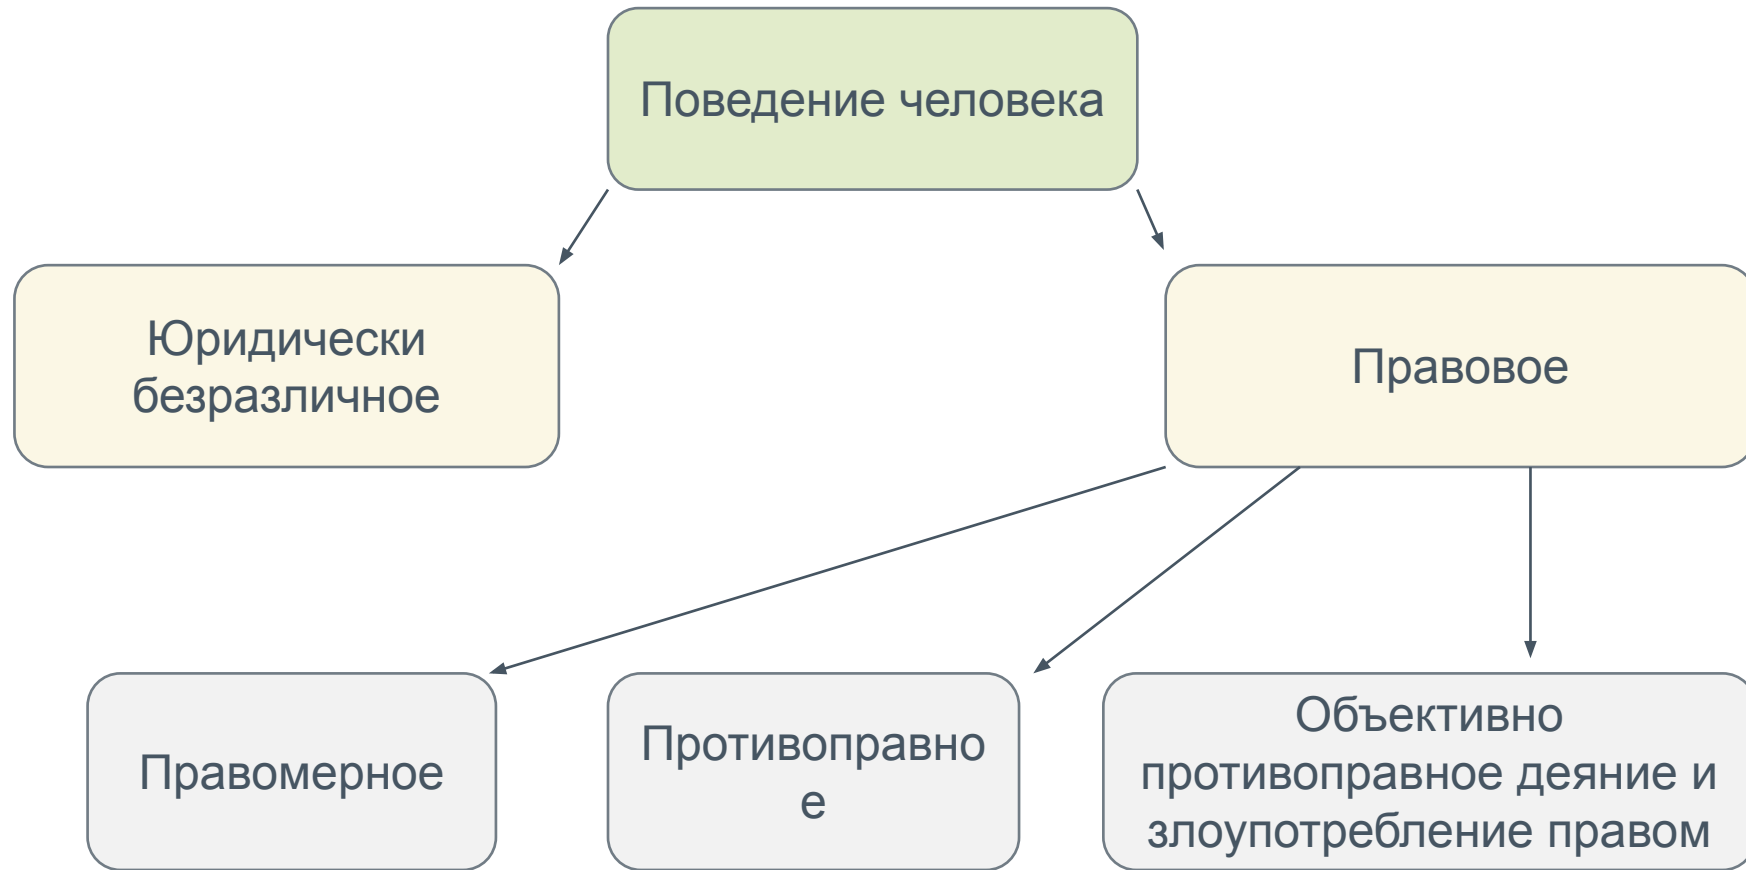 Поведение человека
Юридически
безразличное
Правовое
Правомерное
Противоправно
е
Объективно
противоправное деяние и
злоупотребление правом